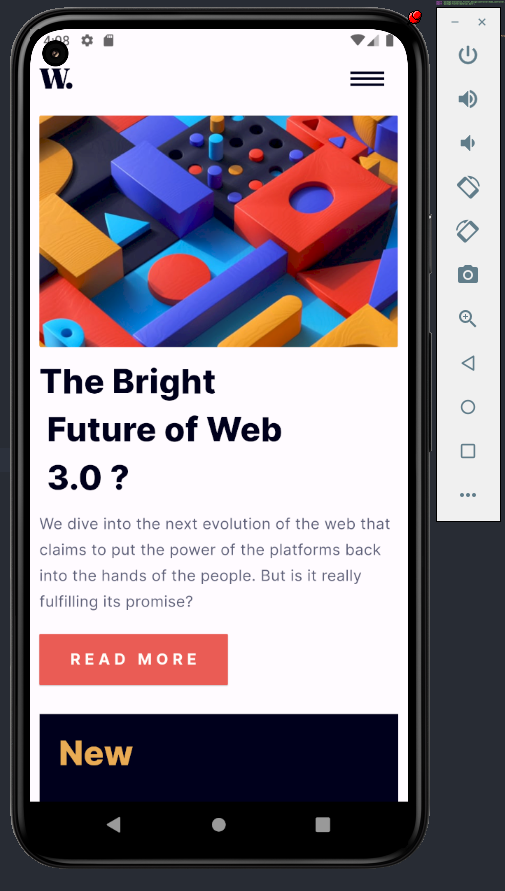 4:08
W.
The Bright
Future of Web
3.0 ?
We dive into the next evolution of the web that
claims to put the power of the platforms back
into the hands of the people. But is it really
fulfilling its promise?
READ MORE
New